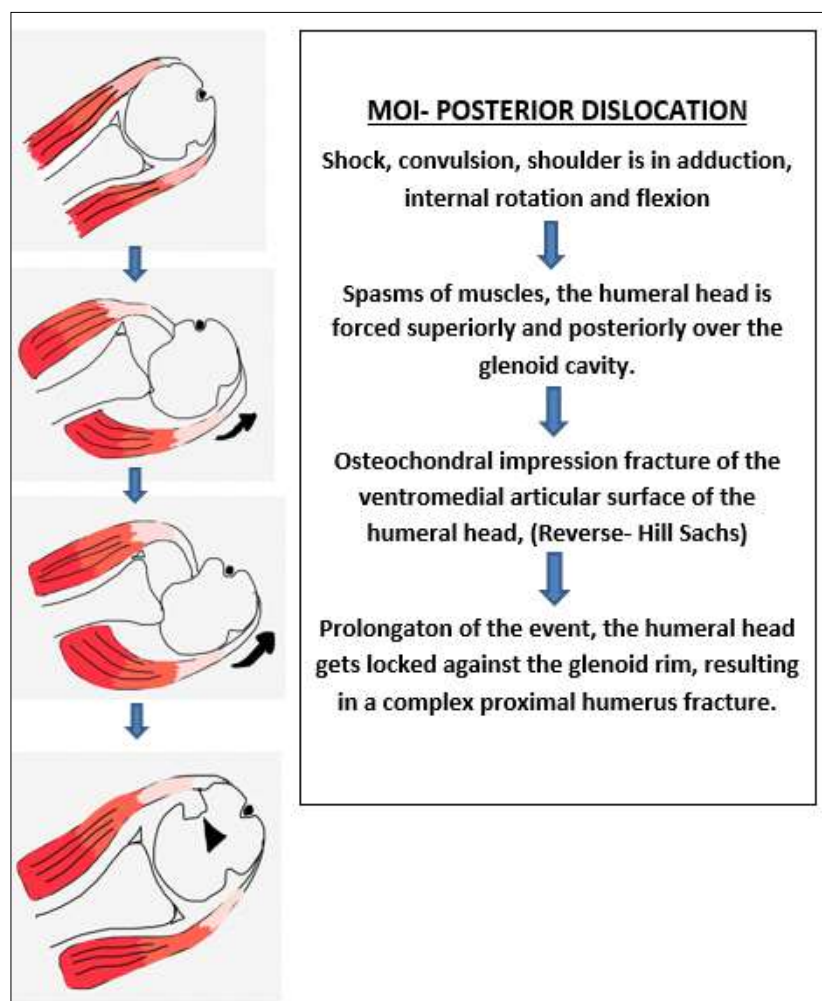 MOI- POSTERIOR DISLOCATION
Shock, convulsion, shoulder is in adduction,
internal rotation and flexion
Spasms of muscles, the humeral head is
forced superiorly and posteriorly over the
glenoid cavity.
Osteochondral impression fracture of the
ventromedial articular surface of the
humeral head, (Reverse- Hill Sachs)
Prolongaton of the event, the humeral head
gets locked against the glenoid rim, resulting
in a complex proximal humerus fracture.